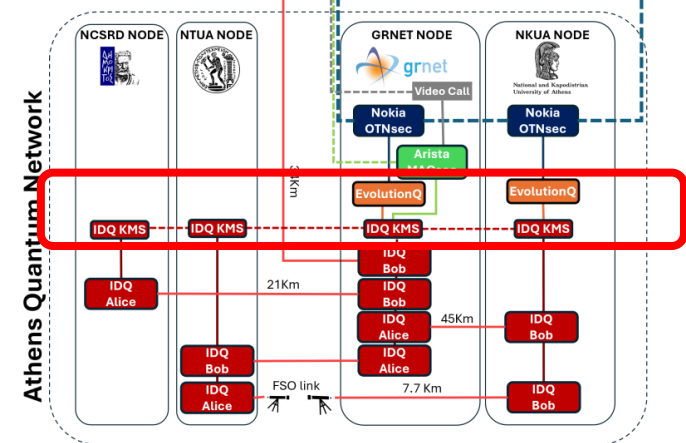 Athens Quantum Network
NCSRD NODE
NTUA NODE
GRNET NODE
NKUA NODE
grnet
National and Kapodistrian
University of Athens
Video Call
Nokia
OTNsec
Nokia
OTNsec
Arista
EvolutionQ
EvolutionQ
IDQ KMS
IDQ KMS
IDQ KMS
IDQ KMS
IDQ
Bob
IDQ
Alice
21Km
IDQ
Bob
IDQ
Alice
45Km
IDQ
Bob
IDQ
Bob
IDQ
Alice
IDQ
Alice
FSO link
7.7 Km
IDQ
Bob